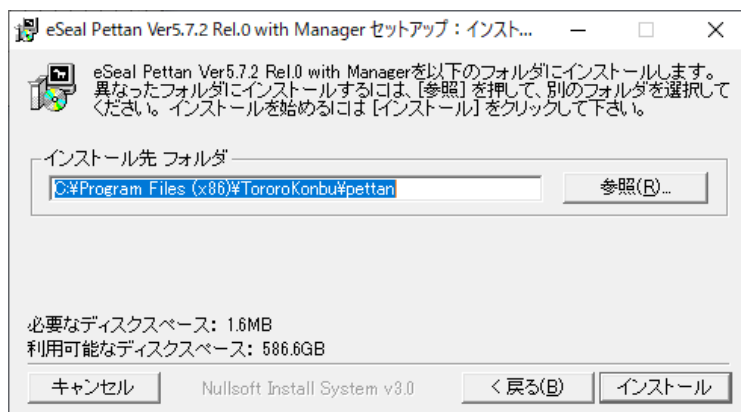 eSeal Pettan Ver5.7.2 Rel.0 with Manager セットアップ：インスト...
eSeal Pettan Ver5.7.2 Rel.0 with Managerを以下のフォルダにインストールします。
異なったフォルダにインストールするには、[参照] を押して、別のフォルダを選択して
ください。インストールを始めるには [インストール] をクリックして下さい。
インストール先 フォルダ
C:¥Program Files (x86)¥TororoKonbu¥pettan
参照(R)...
必要なディスクスペース: 1.6MB
利用可能なディスクスペース: 586.6GB
キャンセル
Nullsoft Install System v3.0
< 戻る(B)
インストール